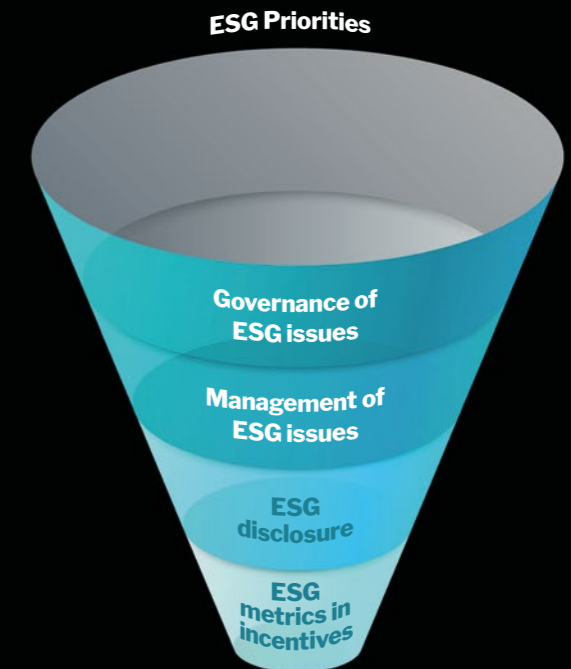 ESG Priorities
Governance of
ESG issues
Management of
ESG issues
ESG
disclosure
ESG
metrics in
incentives